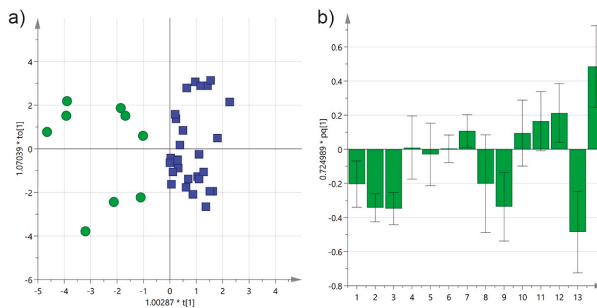 a)
1.07039 * to[1]
4
2
0
-2
-4
-6
-5 -4 -3 -2 -1 0 1 2 3 4
1.00287 * t[1]
b)
0.724989 * pq[1]
0.6
0.4
0.2
0
-0.2
-0.4
-0.6
-0.8
1 2 3 4 5 6 7 8 9 10 11 12 13